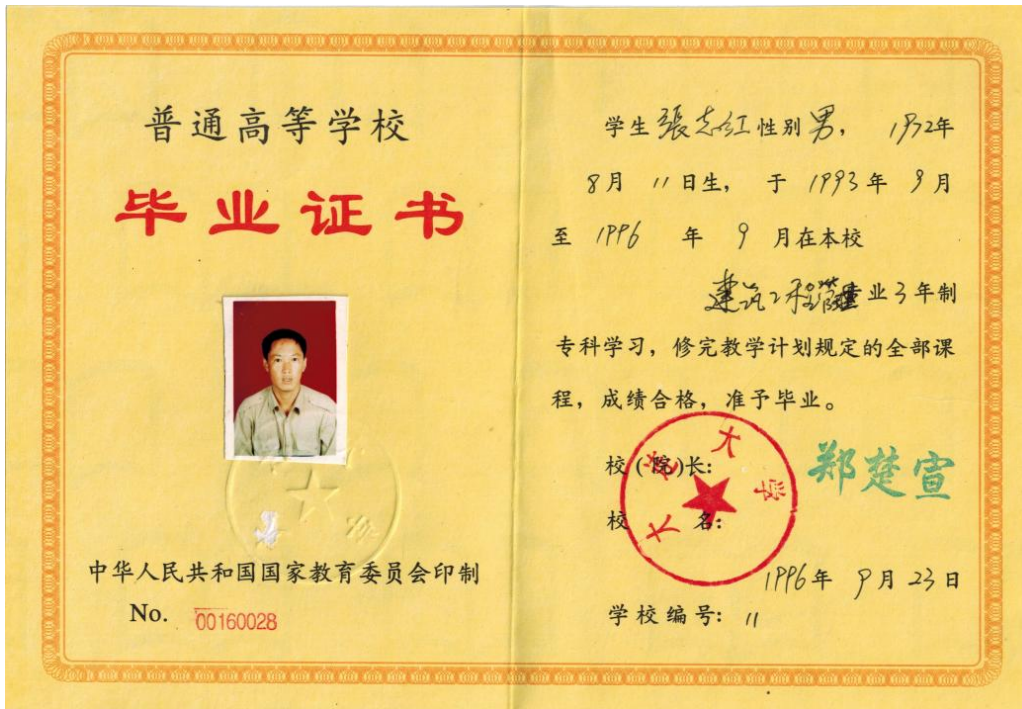 普通高等学校
毕业证书
中华人民共和国国家教育委员会印制
No. 00160028
学生 張志红 性别 男, 1972年
8月 11日生, 于 1993年 9月
至 1996 年 9 月在本校
建筑工程管理专业3年制
专科学习, 修完教学计划规定的全部课
程, 成绩合格, 准予毕业。
校(院)长: 郑楚宣
校 名:
大 大学
1996年 9月 23日
学校编号: 11